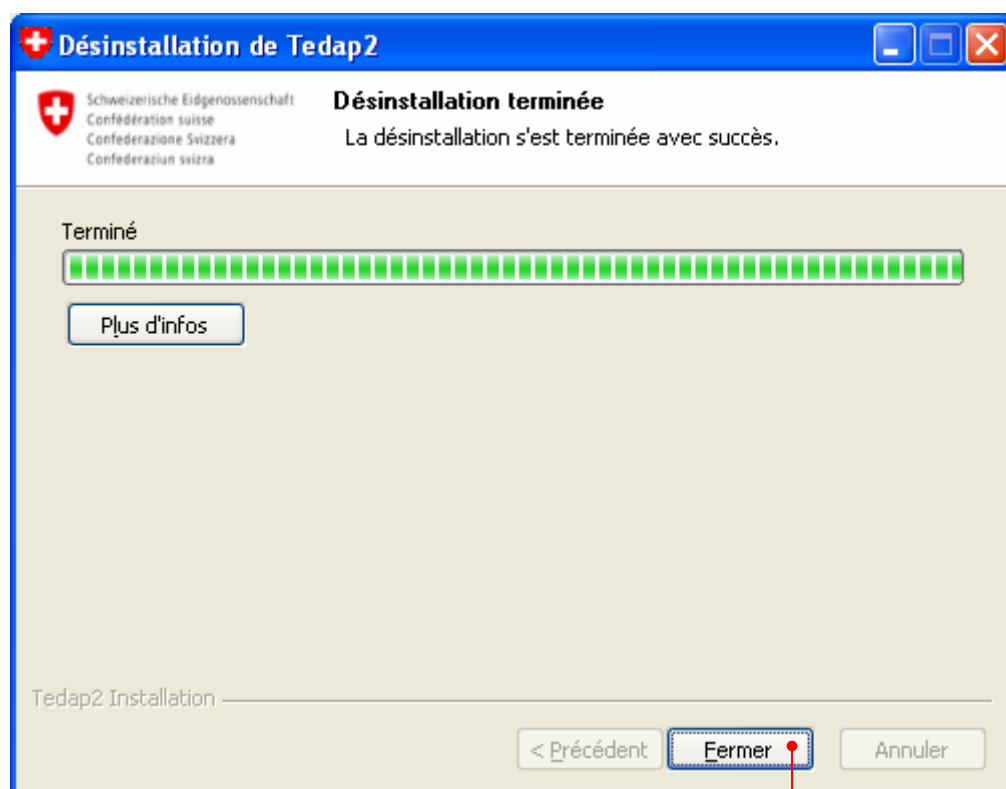 Désinstallation de Tedap2
Schweizerische Eidgenossenschaft
Confédération suisse
Confederazione Svizzera
Confederaziun svizra
Désinstallation terminée
La désinstallation s'est terminée avec succès.
Terminé
Plus d'infos
Tedap2 Installation
< Précédent
Fermer
Annuler